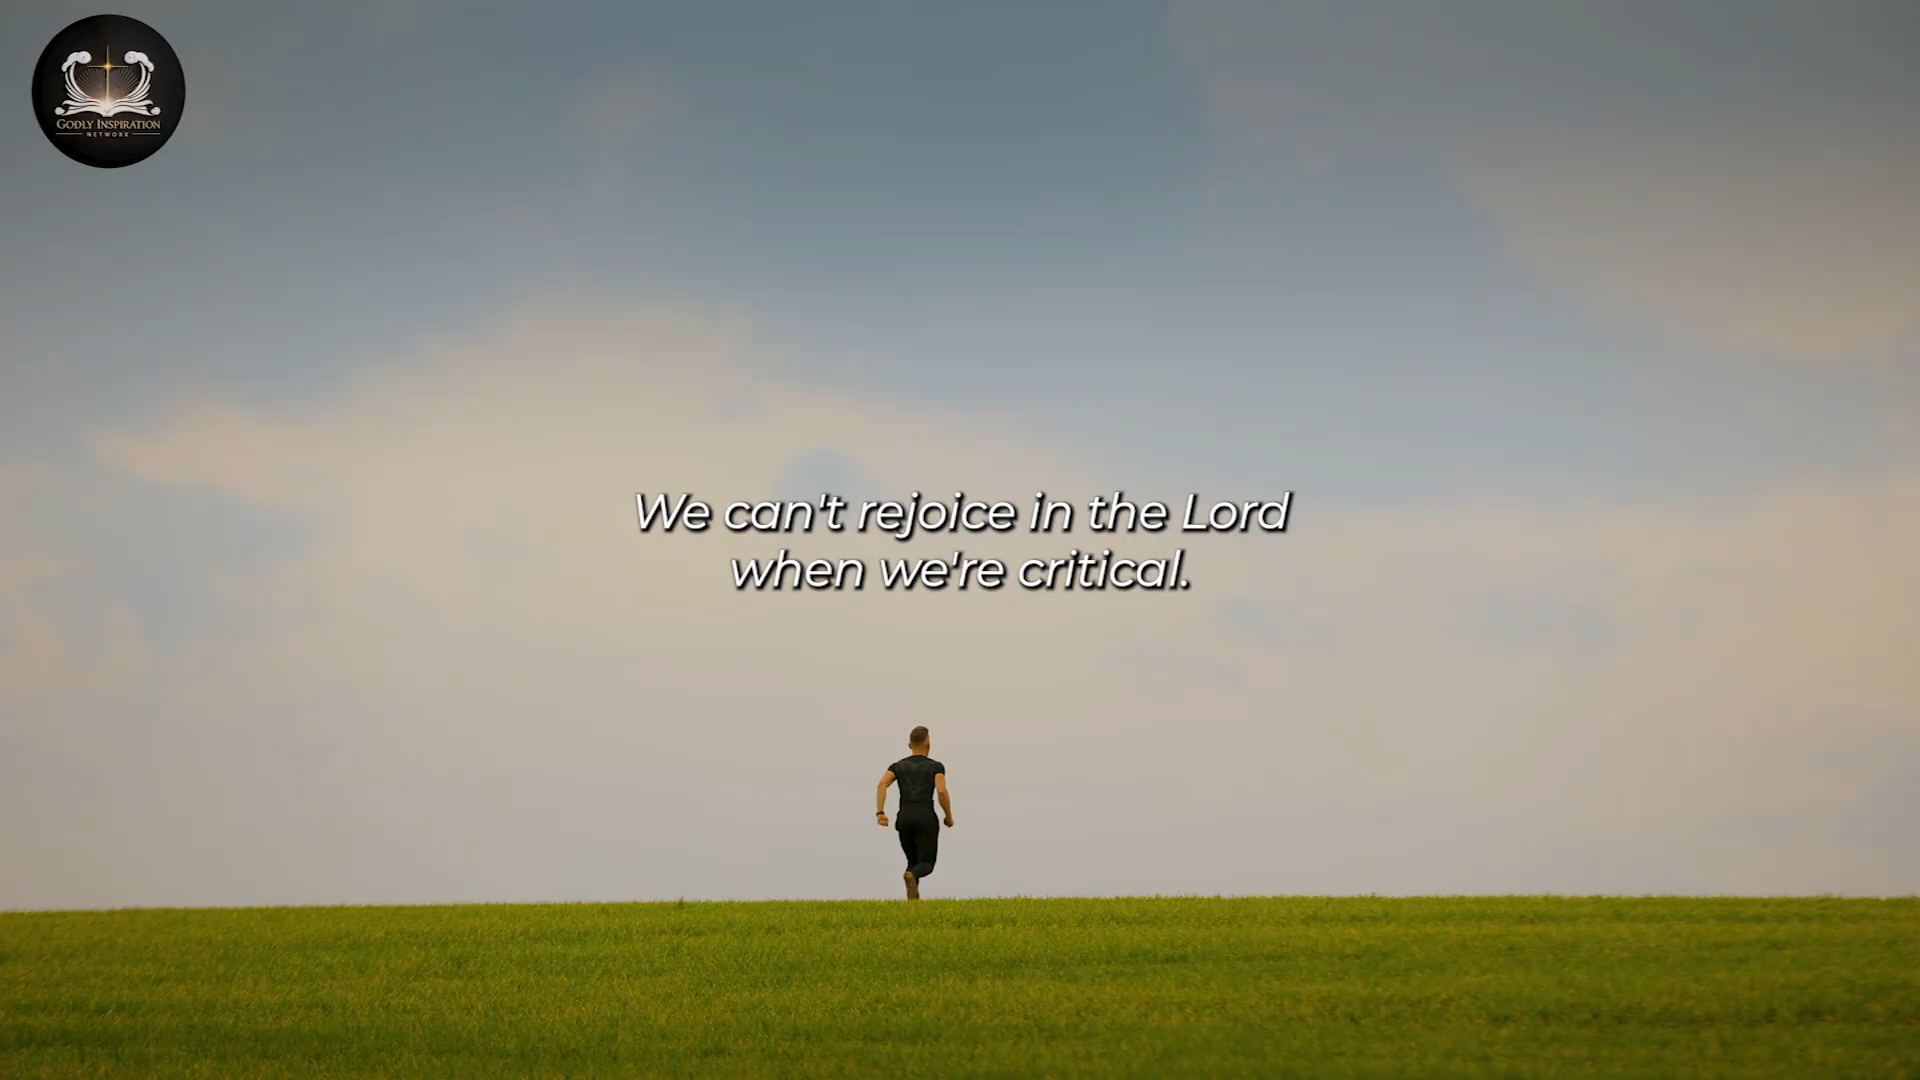 GODLY INSPIRATION
NETWORK
We can't rejoice in the Lord
when we're critical.